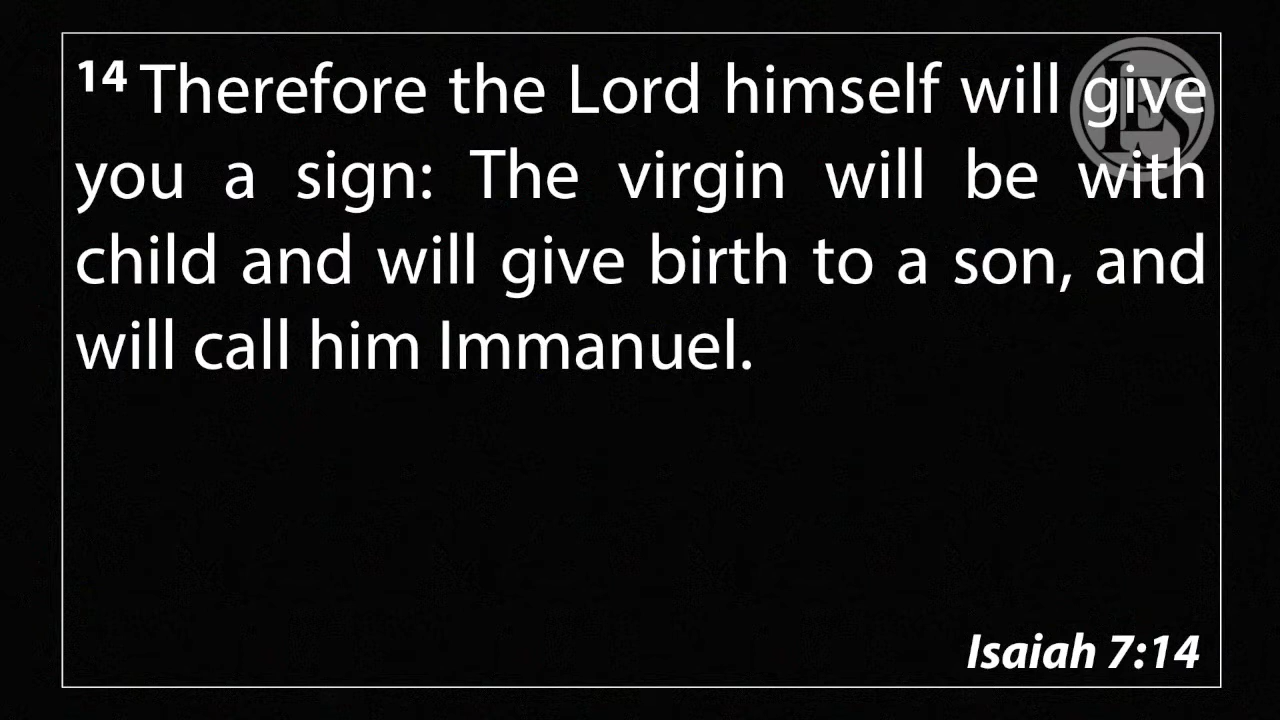 14 Therefore the Lord himself will give
you a sign: The virgin will be with
child and will give birth to a son, and
will call him Immanuel.
LES
Isaiah 7:14